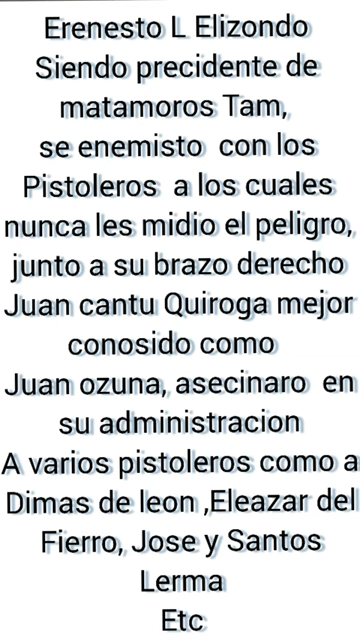 Erenesto L Elizondo
Siendo precidente de
matamoros Tam,
se enemisto con los
Pistoleros a los cuales
nunca les midio el peligro,
junto a su brazo derecho
Juan cantu Quiroga mejor
conosido como
Juan ozuna, asecinaro en
su administracion
A varios pistoleros como a
Dimas de leon ,Eleazar del
Fierro, Jose y Santos
Lerma
Etc